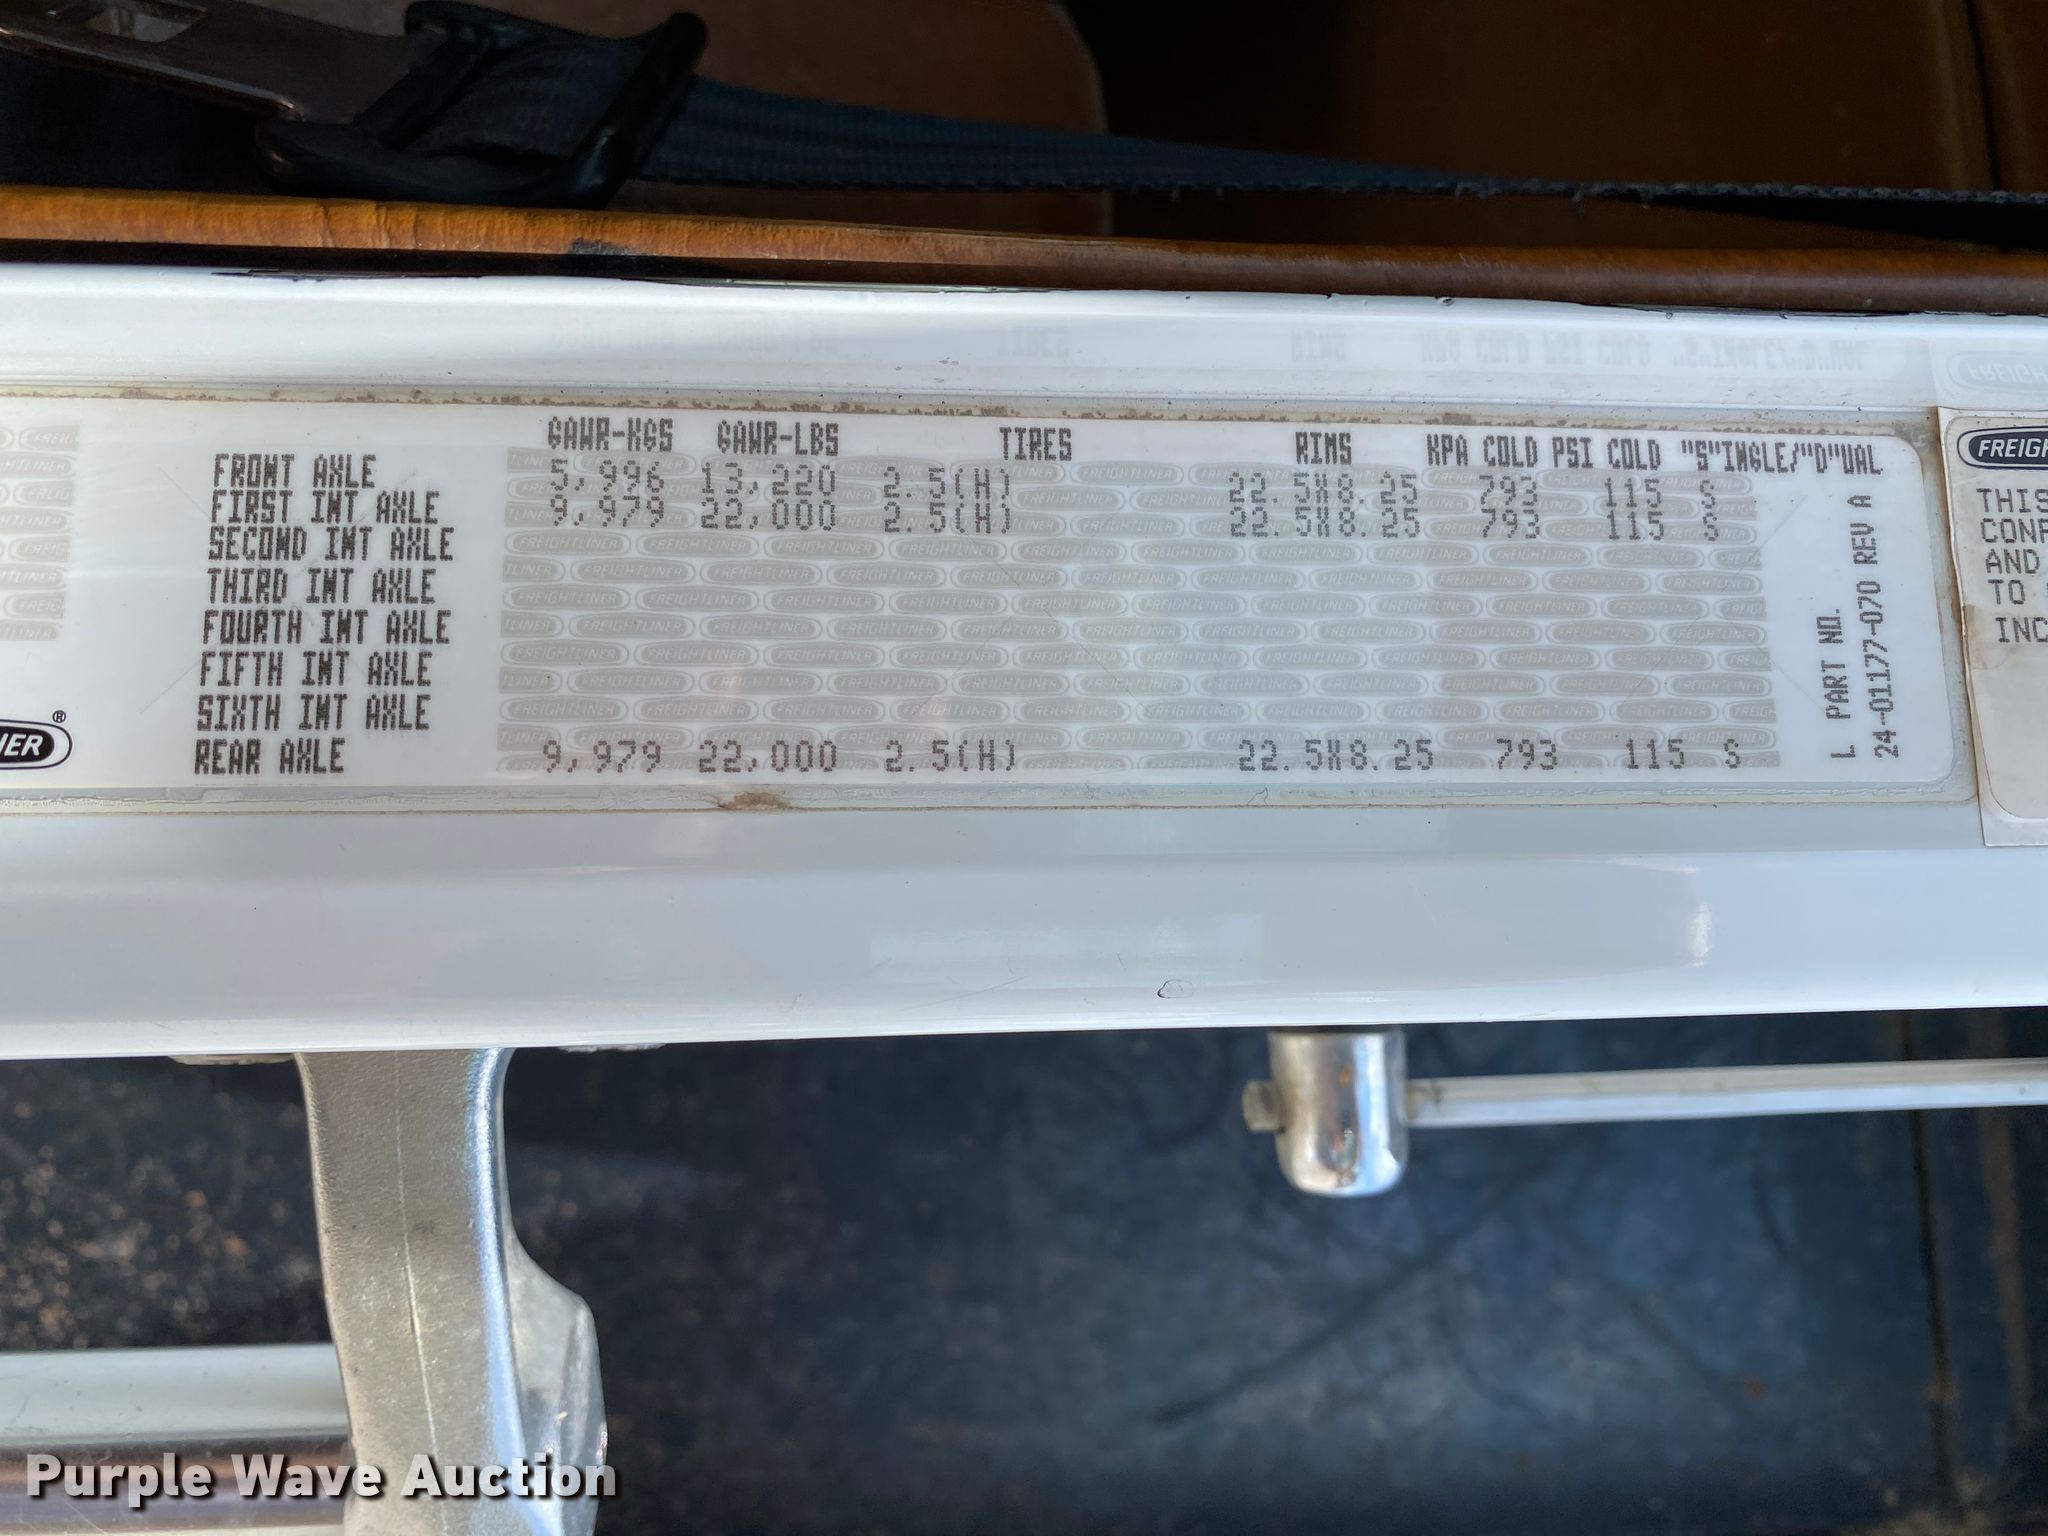 GAWR-KGS GAWR-LBS TIRES RIMS KPA COLD PSI COLD "S"INGLE/"D"UAL
FRONT AXLE 5,996 13,220 2.5(H) 22.5X8.25 793 115 S
FIRST INT AXLE 9,979 22,000 2.5(H) 22.5X8.25 793 115 S
SECOND INT AXLE
THIRD INT AXLE
FOURTH INT AXLE
FIFTH INT AXLE
SIXTH INT AXLE
REAR AXLE 9,979 22,000 2.5(H) 22.5X8.25 793 115 S
L PART NO.
24-01177-070 REV A
IER®
FREIGH
THIS
CONF
AND
TO
INC
Purple Wave Auction